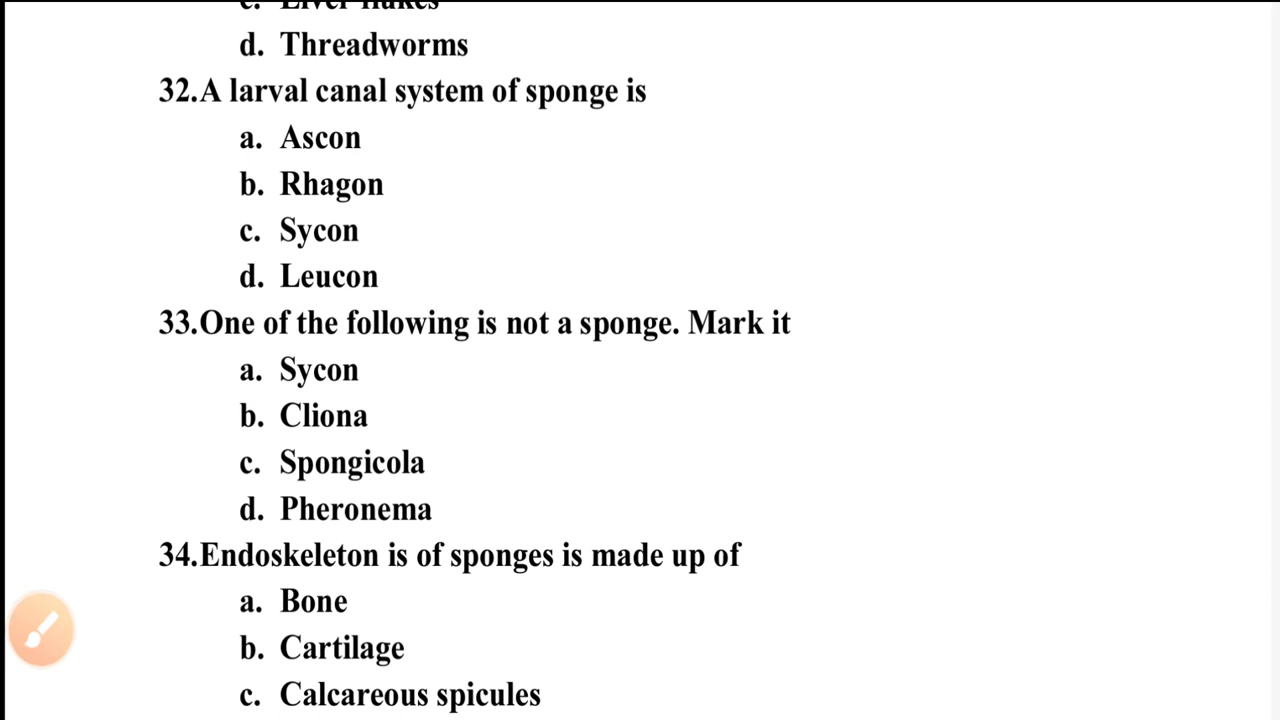 c. Liver flukes
d. Threadworms
32.A larval canal system of sponge is
a. Ascon
b. Rhagon
c. Sycon
d. Leucon
33.One of the following is not a sponge. Mark it
a. Sycon
b. Cliona
c. Spongicola
d. Pheronema
34.Endoskeleton is of sponges is made up of
a. Bone
b. Cartilage
c. Calcareous spicules